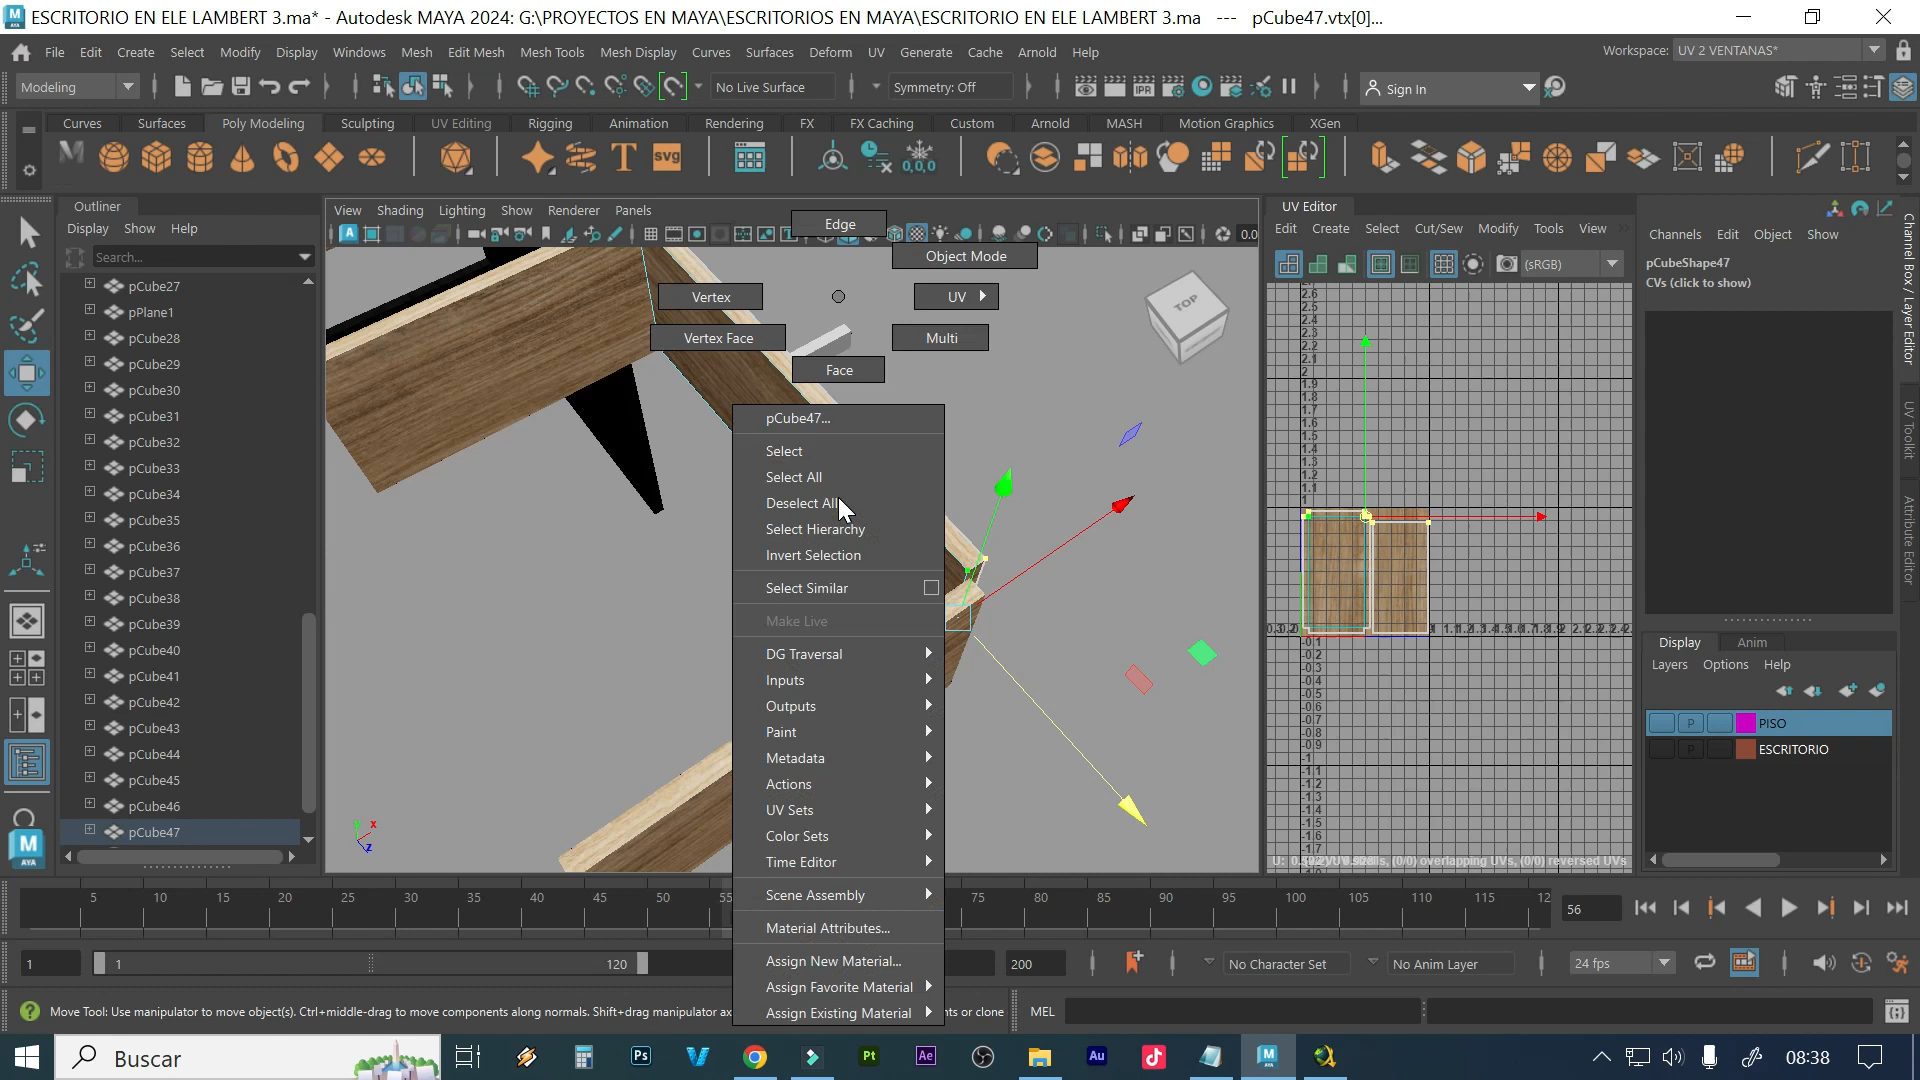 ESCRITORIO EN ELE LAMBERT 3.ma* - Autodesk MAYA 2024: G:\PROYECTOS EN MAYA\ESCRITORIOS EN MAYA\ESCRITORIO EN ELE LAMBERT 3.ma --- pCube47.vtx[0]...
File Edit Create Select Modify Display Windows Mesh Edit Mesh Mesh Tools Mesh Display Curves Surfaces Deform UV Generate Cache Arnold Help
Workspace: UV 2 VENTANAS*
Modeling
No Live Surface
Symmetry: Off
Sign In
Curves Surfaces Poly Modeling Sculpting UV Editing Rigging Animation Rendering FX FX Caching Custom Arnold MASH Motion Graphics XGen
Outliner
Display Show Help
Search...
pCube27
pPlane1
pCube28
pCube29
pCube30
pCube31
pCube32
pCube33
pCube34
pCube35
pCube36
pCube37
pCube38
pCube39
pCube40
pCube41
pCube42
pCube43
pCube44
pCube45
pCube46
pCube47
View Shading Lighting Show Renderer Panels
Edge
Object Mode
Vertex
UV
Vertex Face
Multi
Face
TOP
pCube47...
Select
Select All
Deselect All
Select Hierarchy
Invert Selection
Select Similar
Make Live
DG Traversal
Inputs
Outputs
Paint
Metadata
Actions
UV Sets
Color Sets
Time Editor
Scene Assembly
Material Attributes...
Assign New Material...
Assign Favorite Material
Assign Existing Material
UV Editor
Edit Create Select Cut/Sew Modify Tools View
(sRGB)
(0/0) overlapping UVs, (0/0) reversed UVs
Channels Edit Object Show
pCubeShape47
CVs (click to show)
Display Anim
Layers Options Help
P PISO
P ESCRITORIO
Channel Box / Layer Editor
UV Toolkit
Attribute Editor
5 10 15 20 25 30 35 40 45 50 75 80 85 90 95 100 105 110 115 12
56
1 1 120 200
No Character Set
No Anim Layer
24 fps
Move Tool: Use manipulator to move object(s). Ctrl+middle-drag to move components along normals. Shift+drag manipulator
MEL
Buscar
08:38